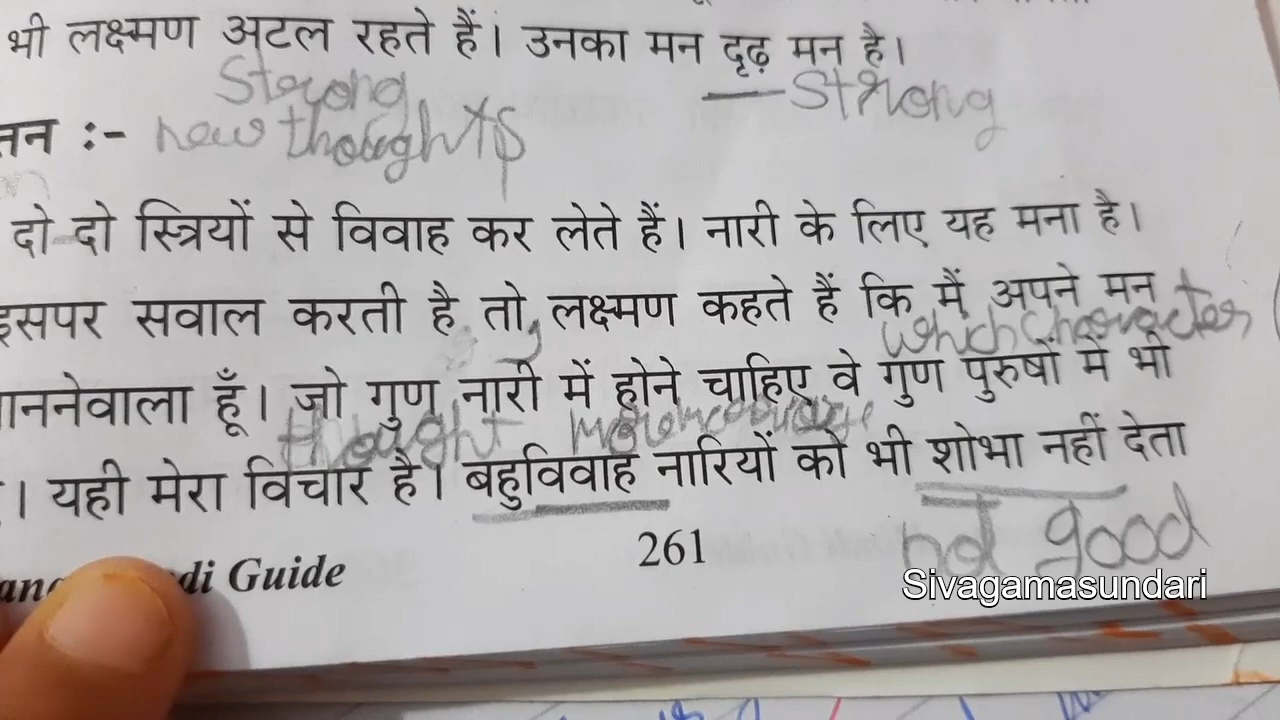 भी लक्ष्मण अटल रहते हैं। उनका मन दृढ़ मन है।
Strong
Strong
तन :- new thoughts
दो दो स्त्रियों से विवाह कर लेते हैं। नारी के लिए यह मना है।
इसपर सवाल करती है तो, लक्ष्मण कहते हैं कि मैं अपने मन
which character
ाननेवाला हूँ। जो गुण नारी में होने चाहिए वे गुण पुरुषों में भी
thought
। यही मेरा विचार है। बहुविवाह नारियों को भी शोभा नहीं देता
not good
261
di Guide
Sivagamasundari